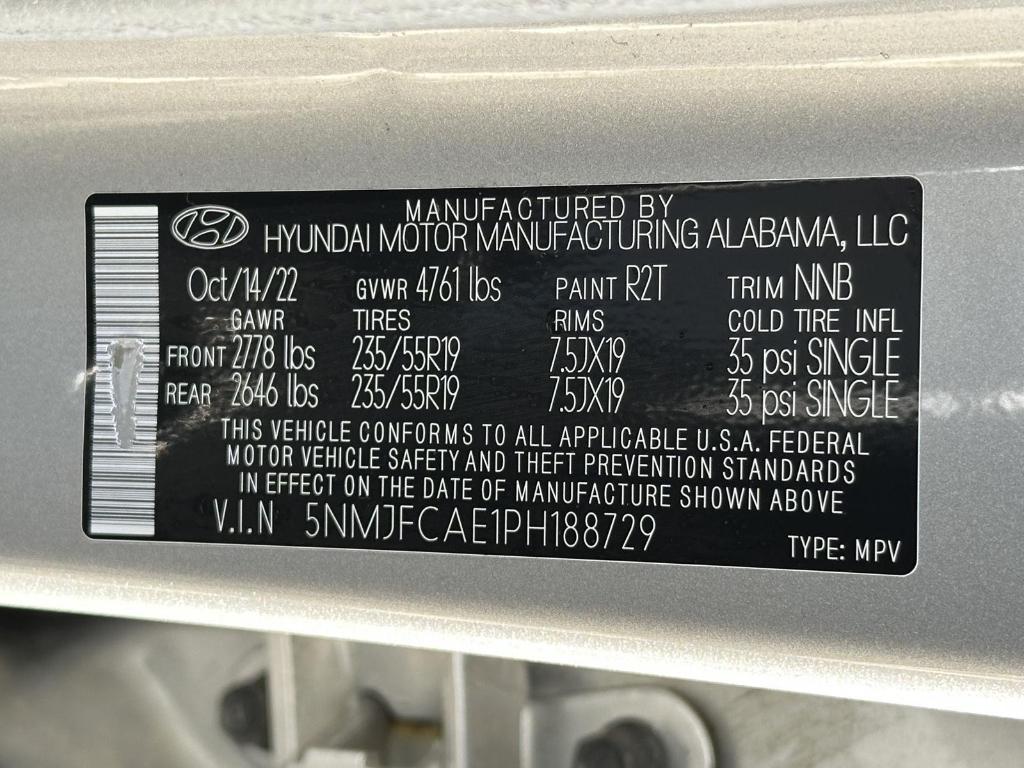 MANUFACTURED BY
HYUNDAI MOTOR MANUFACTURING ALABAMA, LLC
Oct/14/22 GVWR 4761 lbs PAINT R2T TRIM NNB
GAWR TIRES RIMS COLD TIRE INFL
FRONT 2778 lbs 235/55R19 7.5JX19 35 psi SINGLE
REAR 2646 lbs 235/55R19 7.5JX19 35 psi SINGLE
THIS VEHICLE CONFORMS TO ALL APPLICABLE U.S.A. FEDERAL
MOTOR VEHICLE SAFETY AND THEFT PREVENTION STANDARDS
IN EFFECT ON THE DATE OF MANUFACTURE SHOWN ABOVE
V.I.N 5NMJFCAE1PH188729
TYPE: MPV